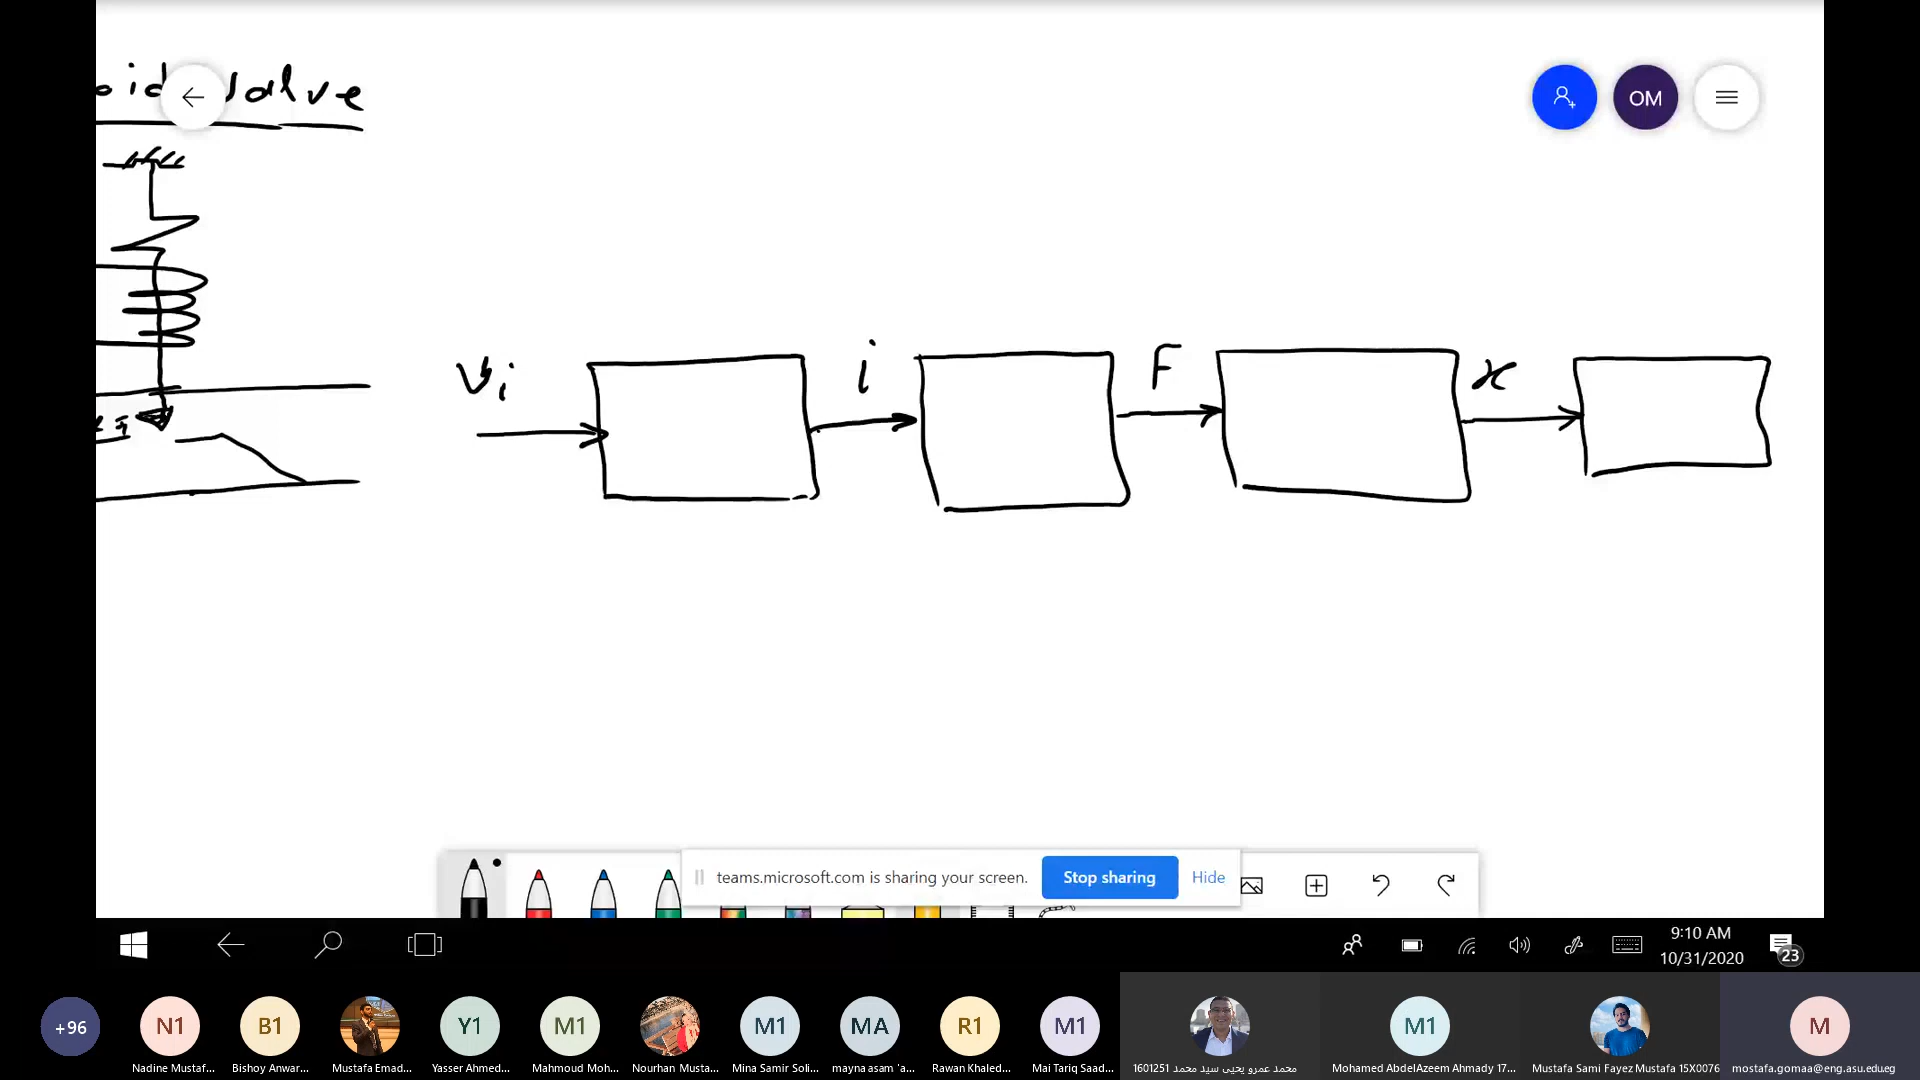 oid Valve
OM
Vi
i
F
x
teams.microsoft.com is sharing your screen.
Stop sharing
Hide
9:10 AM
10/31/2020
23
+96
N1
B1
Y1
M1
M1
MA
R1
M1
M1
M
Nadine Mustaf...
Bishoy Anwar...
Mustafa Emad...
Yasser Ahmed...
Mahmoud Moh...
Nourhan Musta...
Mina Samir Soli...
mayna asam 'a...
Rawan Khaled...
Mai Tariq Saad...
محمد عمرو يحيى سيد محمد 1601251
Mohamed AbdelAzeem Ahmady 17...
Mustafa Sami Fayez Mustafa 15X0076
mostafa.gomaa@eng.asu.edu.eg